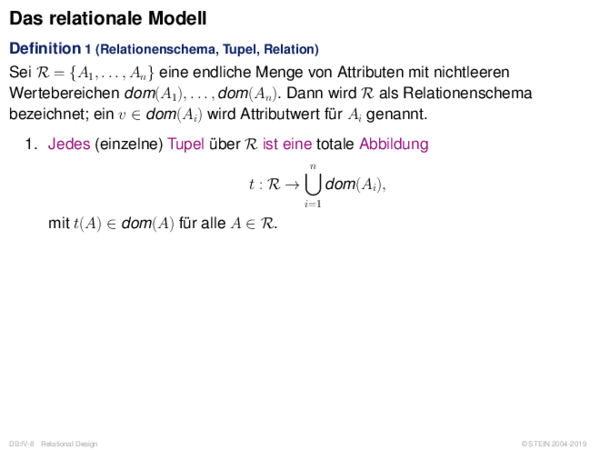 Das relationale Modell
Definition 1 (Relationenschema, Tupel, Relation)
Sei R = {A₁, . . . , Aₙ} eine endliche Menge von Attributen mit nichtleeren
Wertebereichen dom(A₁), . . . , dom(Aₙ). Dann wird R als Relationenschema
bezeichnet; ein v ∈ dom(Aᵢ) wird Attributwert für Aᵢ genannt.
1. Jedes (einzelne) Tupel über R ist eine totale Abbildung
t : R → ⋃ⁿᵢ₌₁ dom(Aᵢ),
mit t(A) ∈ dom(A) für alle A ∈ R.
DB:IV-8 Relational Design © STEIN 2004-2019